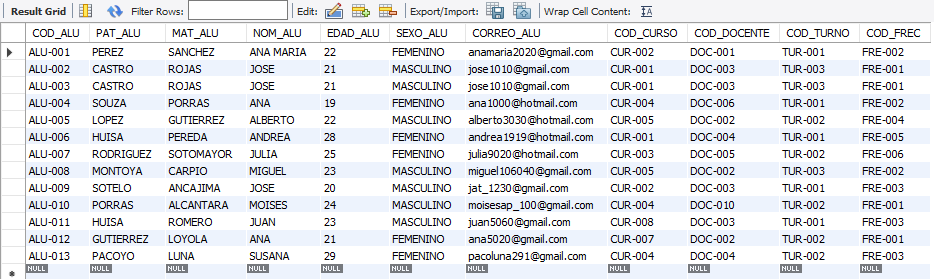 Result Grid Filter Rows: Edit: Export/Import: Wrap Cell Content:
COD_ALU PAT_ALU MAT_ALU NOM_ALU EDAD_ALU SEXO_ALU CORREO_ALU COD_CURSO COD_DOCENTE COD_TURNO COD_FREC
ALU-001 PEREZ SANCHEZ ANA MARIA 22 FEMENINO anamaria2020@gmail.com CUR-002 DOC-001 TUR-001 FRE-002
ALU-002 CASTRO ROJAS JOSE 21 MASCULINO jose1010@gmail.com CUR-001 DOC-003 TUR-003 FRE-001
ALU-003 CASTRO ROJAS JOSE 21 MASCULINO jose1010@gmail.com CUR-004 DOC-003 TUR-003 FRE-001
ALU-004 SOUZA PORRAS ANA 19 FEMENINO ana1000@hotmail.com CUR-004 DOC-006 TUR-001 FRE-002
ALU-005 LOPEZ GUTIERREZ ALBERTO 22 MASCULINO alberto3030@hotmail.com CUR-005 DOC-001 TUR-002 FRE-004
ALU-006 HUISA PEREDA ANDREA 28 FEMENINO andrea1919@hotmail.com CUR-001 DOC-004 TUR-001 FRE-005
ALU-007 RODRIGUEZ SOTOMAYOR JULIA 25 FEMENINO julia9020@hotmail.com CUR-003 DOC-005 TUR-002 FRE-006
ALU-008 MONTOYA CARPIO MIGUEL 23 MASCULINO miguel106040@gmail.com CUR-005 DOC-005 TUR-002 FRE-002
ALU-009 SOTELO ANCAJIMA JOSE 20 MASCULINO jat_1230@gmail.com CUR-002 DOC-003 TUR-001 FRE-003
ALU-010 PORRAS ALCANTARA MOISES 24 MASCULINO moisesap_100@gmail.com CUR-004 DOC-010 TUR-002 FRE-001
ALU-011 HUISA ROMERO JUAN 23 MASCULINO juan5060@gmail.com CUR-008 DOC-003 TUR-001 FRE-003
ALU-012 GUTIERREZ LOYOLA ANA 21 FEMENINO ana5020@gmail.com CUR-007 DOC-002 TUR-002 FRE-001
ALU-013 PACOYO LUNA SUSANA 29 FEMENINO pacoluna291@gmail.com CUR-004 DOC-004 TUR-002 FRE-003
NULL NULL NULL NULL NULL NULL NULL NULL NULL NULL NULL